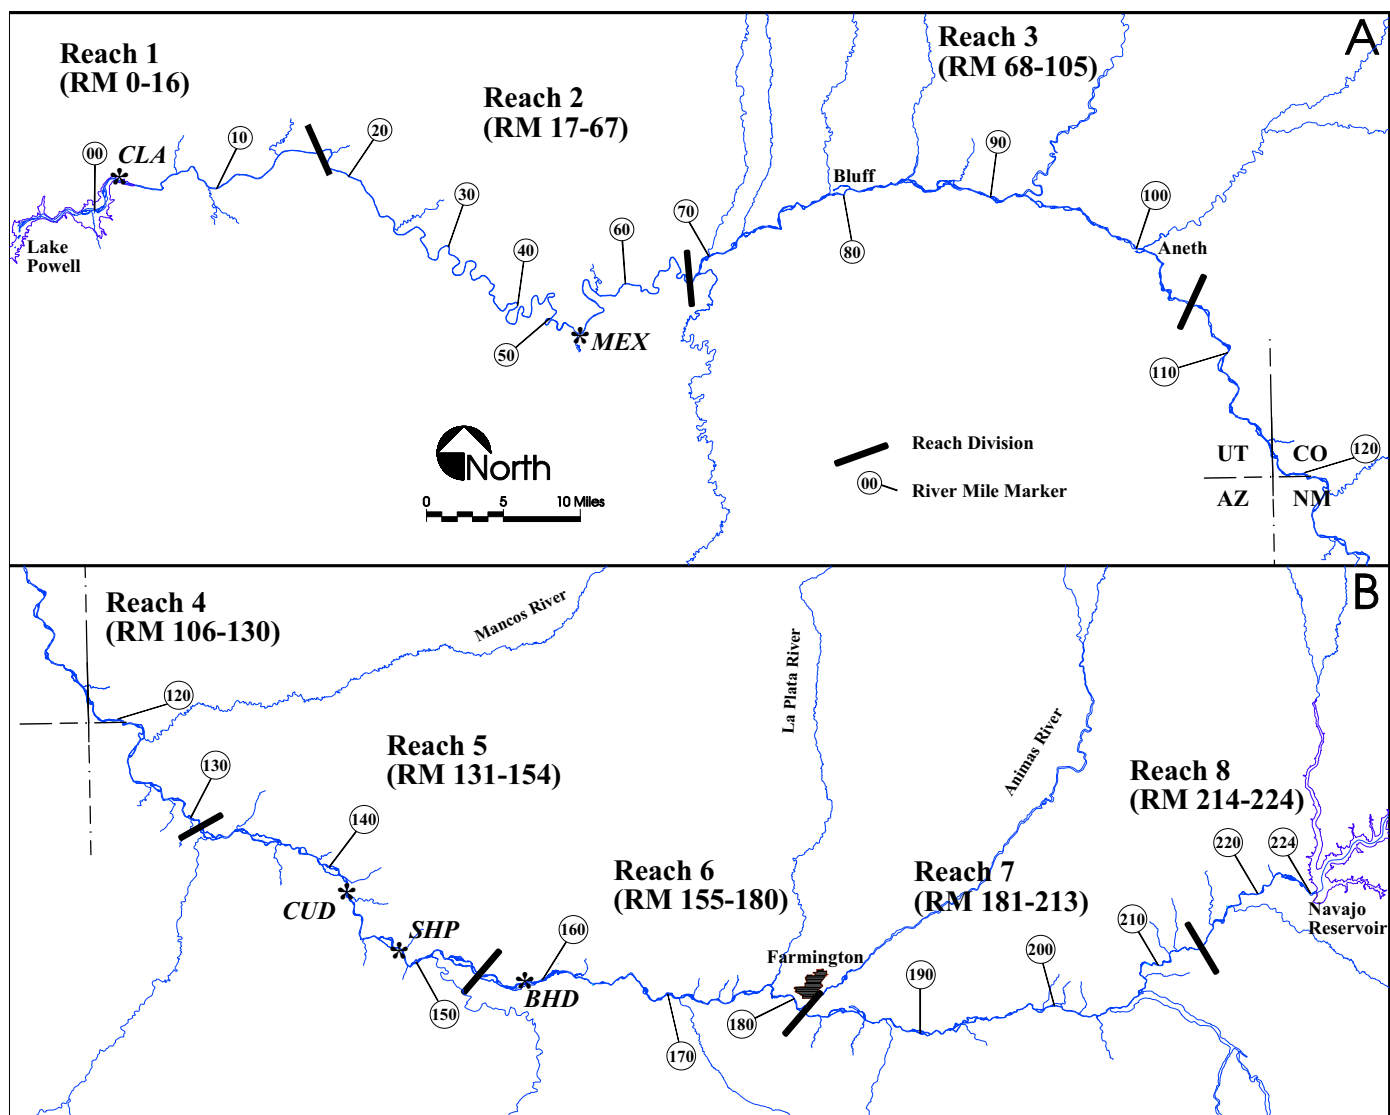 A
Reach 1
(RM 0-16)
Reach 2
(RM 17-67)
Reach 3
(RM 68-105)
00
CLA
10
20
30
40
50
60
70
80
90
100
110
120
Lake
Powell
MEX
Bluff
Aneth
UT
CO
AZ
NM
North
0
5
10 Miles
Reach Division
00
River Mile Marker
B
Reach 4
(RM 106-130)
Mancos River
La Plata River
Animas River
120
130
Reach 5
(RM 131-154)
140
CUD
SHP
150
BHD
160
Reach 6
(RM 155-180)
170
180
Farmington
Reach 7
(RM 181-213)
190
200
210
Reach 8
(RM 214-224)
220
224
Navajo
Reservoir